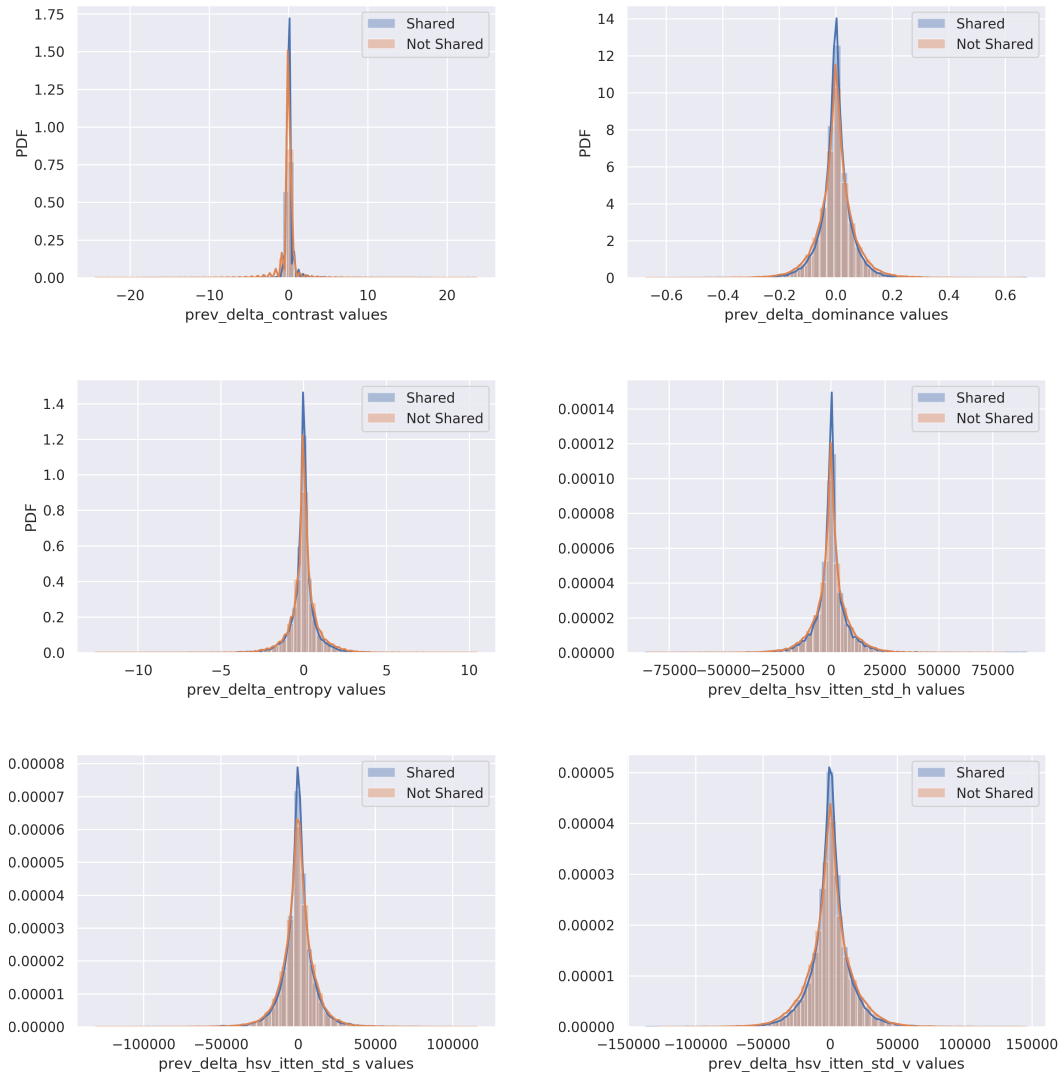 1.75
1.50
1.25
1.00
0.75
0.50
0.25
0.00
PDF
Shared
Not Shared
−20 −10 0 10 20
prev_delta_contrast values
14
12
10
8
6
4
2
0
PDF
Shared
Not Shared
−0.6 −0.4 −0.2 0.0 0.2 0.4 0.6
prev_delta_dominance values
1.4
1.2
1.0
0.8
0.6
0.4
0.2
0.0
PDF
Shared
Not Shared
−10 −5 0 5 10
prev_delta_entropy values
0.00014
0.00012
0.00010
0.00008
0.00006
0.00004
0.00002
0.00000
Shared
Not Shared
−75000 −50000 −25000 0 25000 50000 75000
prev_delta_hsv_itten_std_h values
0.00008
0.00007
0.00006
0.00005
0.00004
0.00003
0.00002
0.00001
0.00000
Shared
Not Shared
−100000 −50000 0 50000 100000
prev_delta_hsv_itten_std_s values
0.00005
0.00004
0.00003
0.00002
0.00001
0.00000
Shared
Not Shared
−150000 −100000 −50000 0 50000 100000 150000
prev_delta_hsv_itten_std_v values